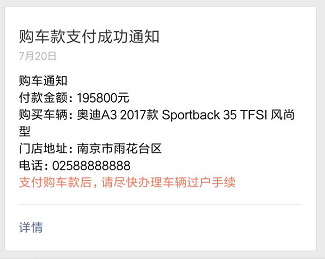 购车款支付成功通知
7月20日
购车通知
付款金额: 195800元
购买车辆: 奥迪A3 2017款 Sportback 35 TFSI 风尚
型
门店地址: 南京市雨花台区
电话: 02588888888
支付购车款后, 请尽快办理车辆过户手续
详情